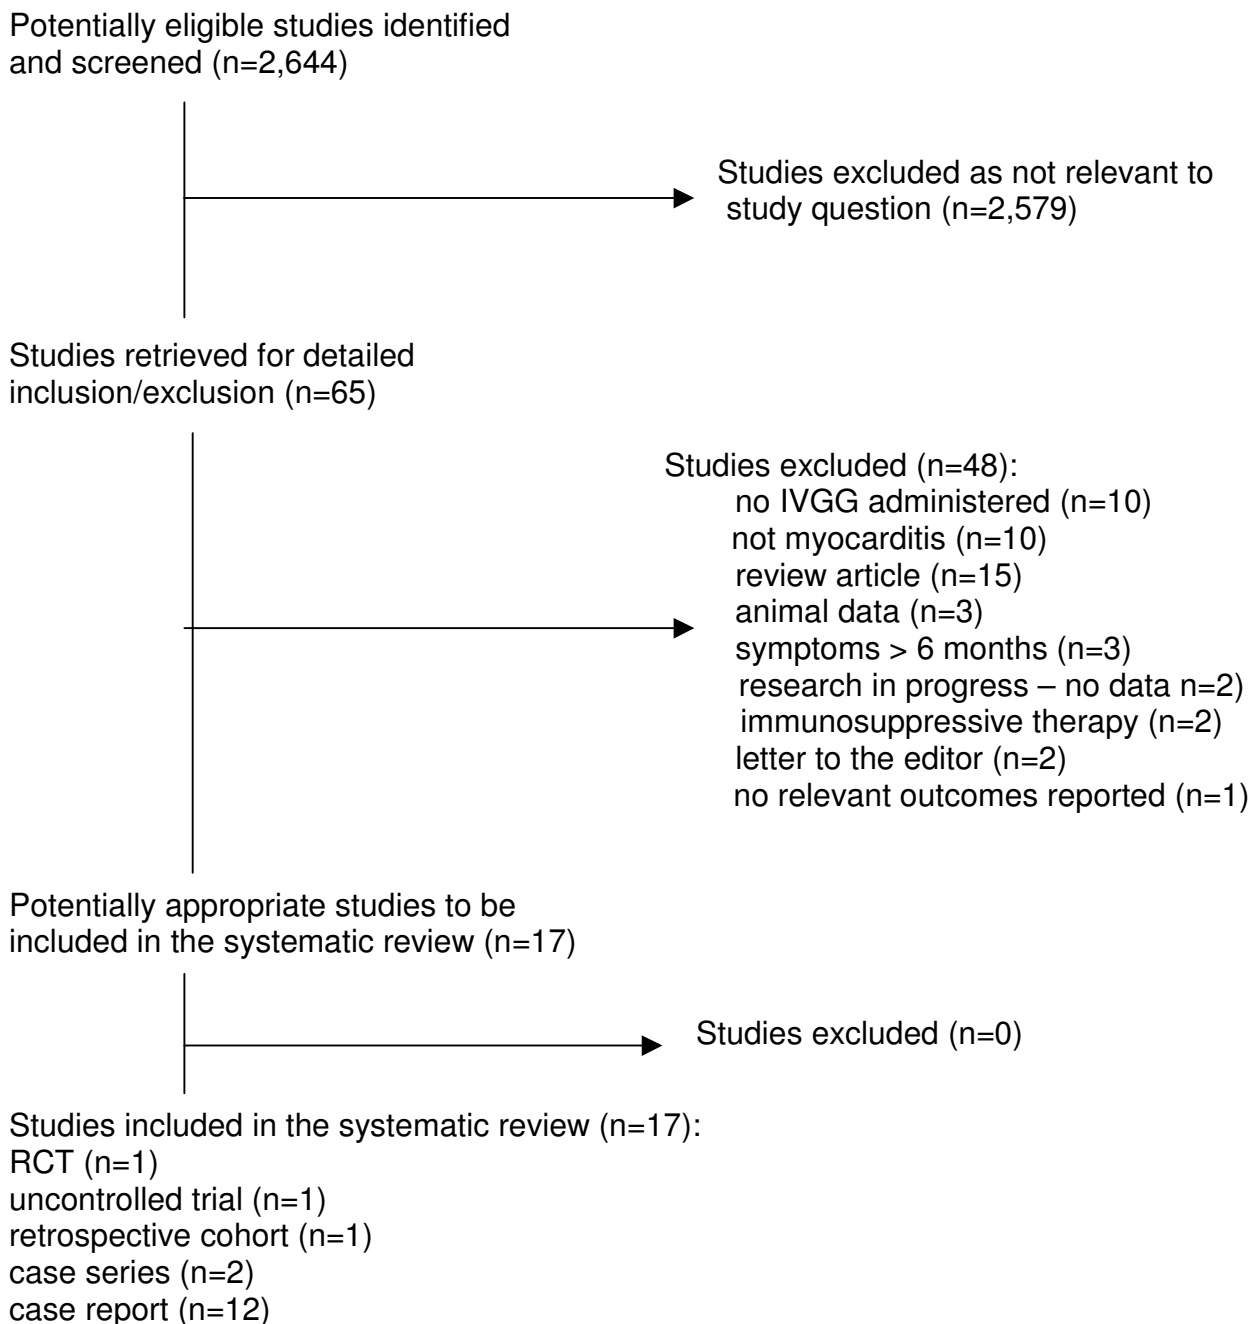 Potentially eligible studies identified
and screened (n=2,644)
Studies excluded as not relevant to
study question (n=2,579)
Studies retrieved for detailed
inclusion/exclusion (n=65)
Studies excluded (n=48):
no IVGG administered (n=10)
not myocarditis (n=10)
review article (n=15)
animal data (n=3)
symptoms > 6 months (n=3)
research in progress – no data n=2)
immunosuppressive therapy (n=2)
letter to the editor (n=2)
no relevant outcomes reported (n=1)
Potentially appropriate studies to be
included in the systematic review (n=17)
Studies excluded (n=0)
Studies included in the systematic review (n=17):
RCT (n=1)
uncontrolled trial (n=1)
retrospective cohort (n=1)
case series (n=2)
case report (n=12)